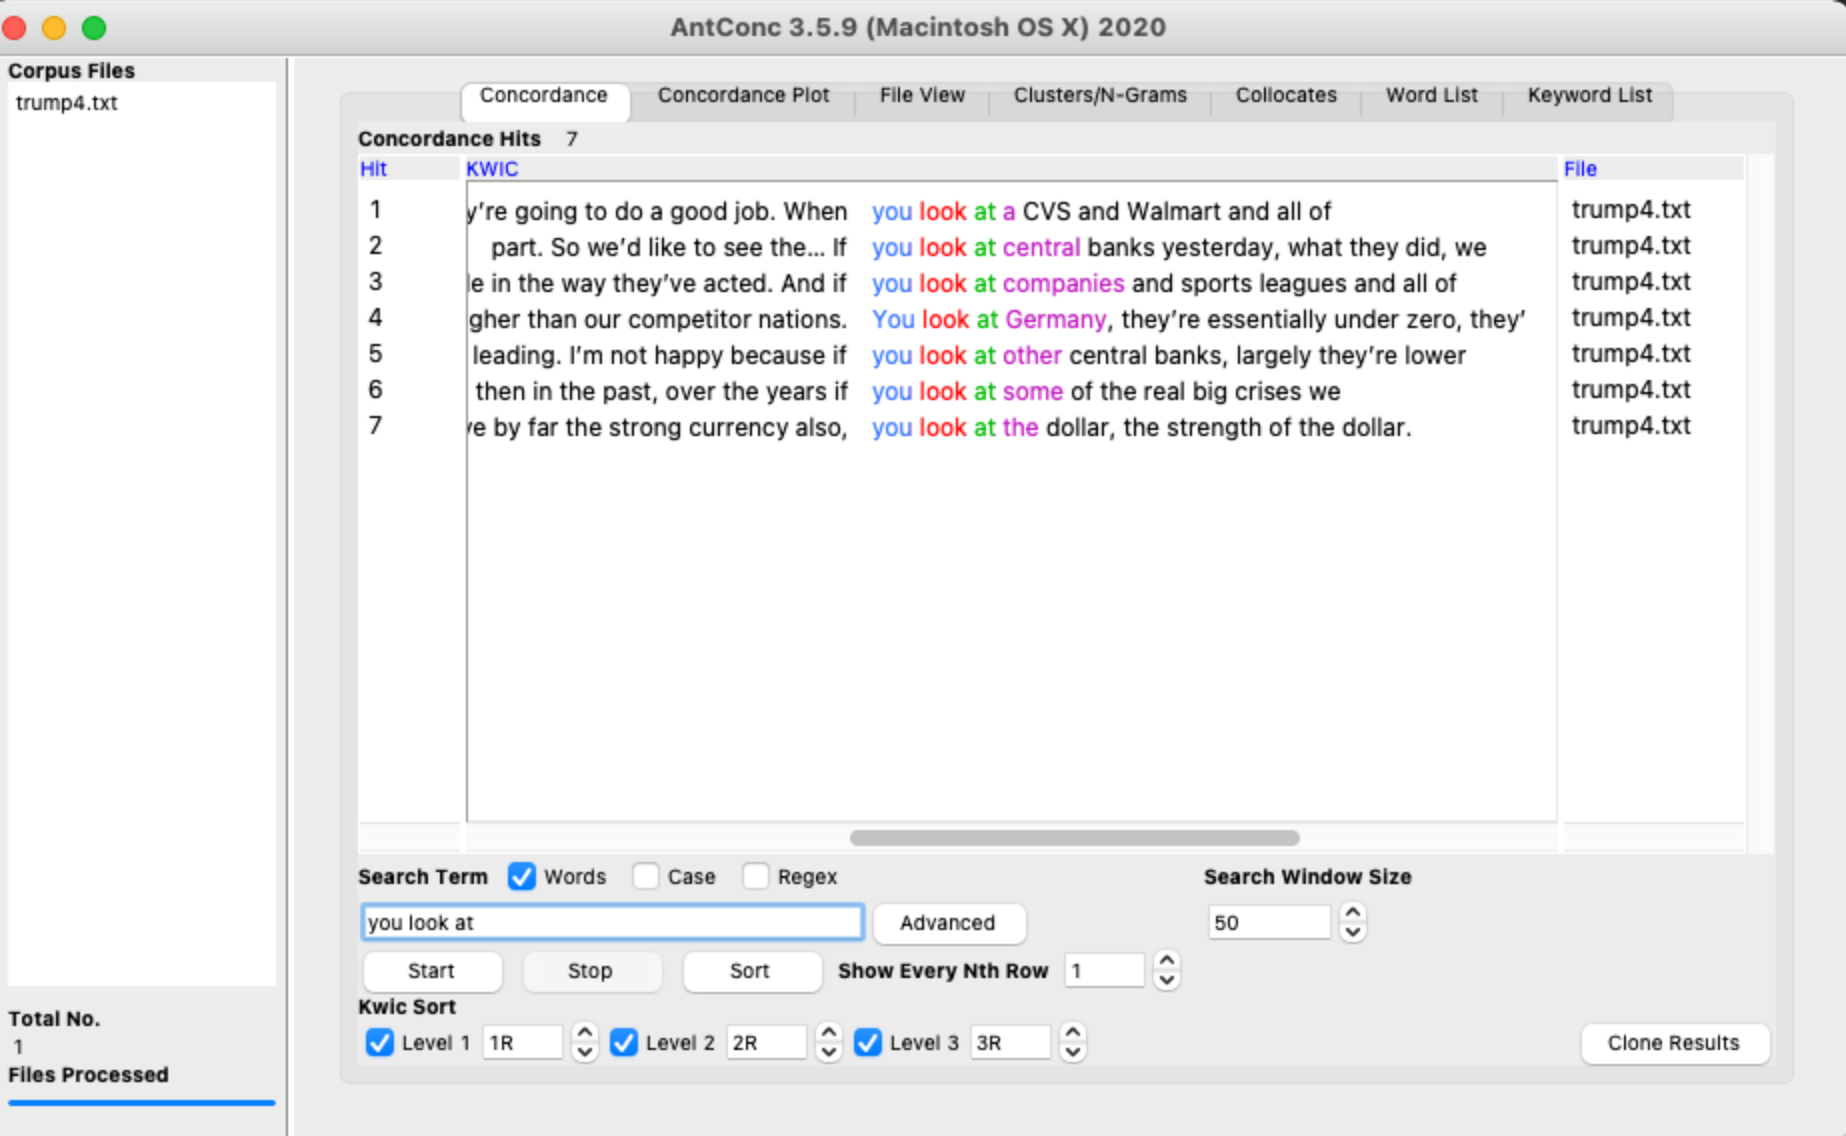 AntConc 3.5.9 (Macintosh OS X) 2020
Corpus Files
trump4.txt
Concordance Concordance Plot File View Clusters/N-Grams Collocates Word List Keyword List
Concordance Hits 7
Hit KWIC File
1 y’re going to do a good job. When you look at a CVS and Walmart and all of trump4.txt
2 part. So we’d like to see the... If you look at central banks yesterday, what they did, we trump4.txt
3 e in the way they’ve acted. And if you look at companies and sports leagues and all of trump4.txt
4 gher than our competitor nations. You look at Germany, they’re essentially under zero, they’ trump4.txt
5 leading. I’m not happy because if you look at other central banks, largely they’re lower trump4.txt
6 then in the past, over the years if you look at some of the real big crises we trump4.txt
7 ve by far the strong currency also, you look at the dollar, the strength of the dollar. trump4.txt
Search Term Words Case Regex Search Window Size
you look at Advanced 50
Start Stop Sort Show Every Nth Row 1
Kwic Sort
Level 1 1R Level 2 2R Level 3 3R Clone Results
Total No.
1
Files Processed